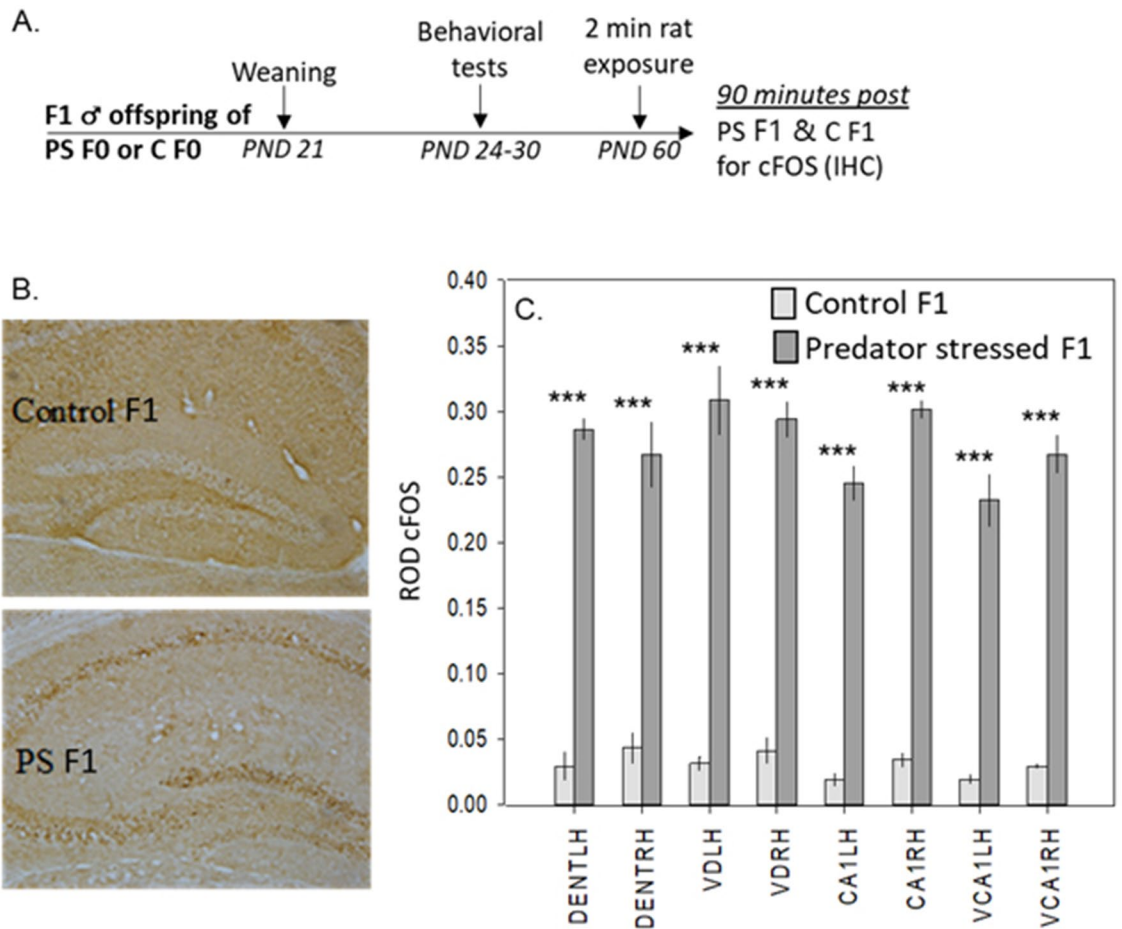 A.
Behavioral
tests
2 min rat
exposure
Weaning
F1 ♂ offspring of
PS F0 or C F0
PND 21
PND 24-30
PND 60
90 minutes post
PS F1 & C F1
for cFOS (IHC)
B.
Control F1
PS F1
C.
Control F1
Predator stressed F1
ROD cFOS
0.40
0.35
0.30
0.25
0.20
0.15
0.10
0.05
0.00
***
***
***
***
***
***
***
***
DENTLH
DENTRH
VDLH
VDRH
CA1LH
CA1RH
VCA1LH
VCA1RH